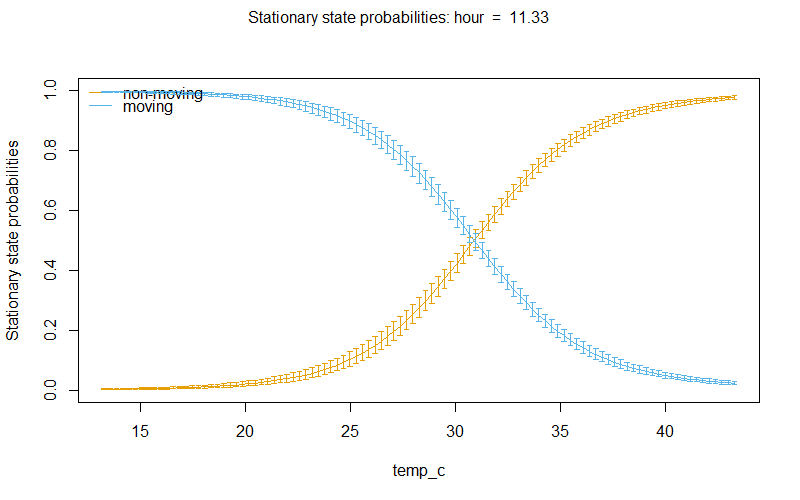 Stationary state probabilities: hour = 11.33
non-moving
moving
Stationary state probabilities
1.0
0.8
0.6
0.4
0.2
0.0
15 20 25 30 35 40
temp_c